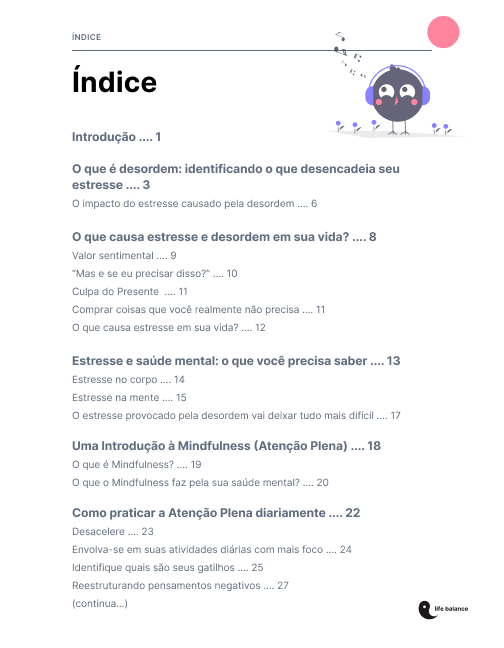 ÍNDICE
Índice
Introdução .... 1
O que é desordem: identificando o que desencadeia seu
estresse .... 3
O impacto do estresse causado pela desordem .... 6
O que causa estresse e desordem em sua vida? .... 8
Valor sentimental .... 9
“Mas e se eu precisar disso?” .... 10
Culpa do Presente .... 11
Comprar coisas que você realmente não precisa .... 11
O que causa estresse em sua vida? .... 12
Estresse e saúde mental: o que você precisa saber .... 13
Estresse no corpo .... 14
Estresse na mente .... 15
O estresse provocado pela desordem vai deixar tudo mais difícil .... 17
Uma Introdução à Mindfulness (Atenção Plena) .... 18
O que é Mindfulness? .... 19
O que o Mindfulness faz pela sua saúde mental? .... 20
Como praticar a Atenção Plena diariamente .... 22
Desacelere .... 23
Envolva-se em suas atividades diárias com mais foco .... 24
Identifique quais são seus gatilhos .... 25
Reestruturando pensamentos negativos .... 27
(continua...)
life balance